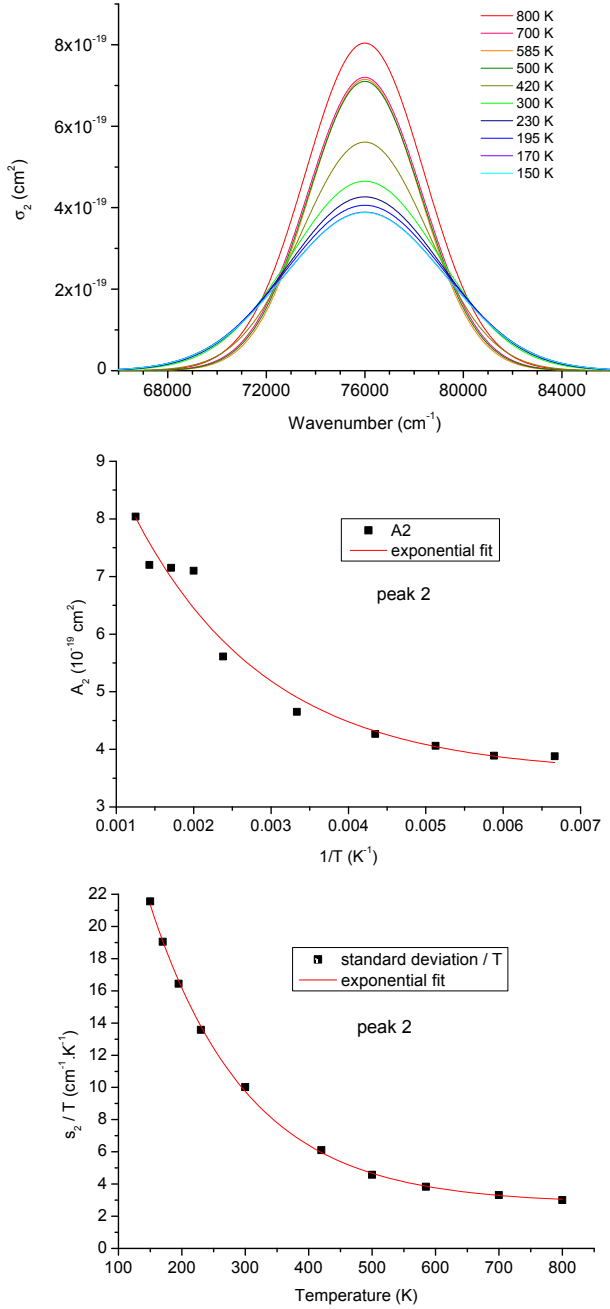 800 K
700 K
585 K
500 K
420 K
300 K
230 K
195 K
170 K
150 K
8x10⁻¹⁹
6x10⁻¹⁹
4x10⁻¹⁹
2x10⁻¹⁹
0
σ₂ (cm²)
68000 72000 76000 80000 84000
Wavenumber (cm⁻¹)
9
8
7
6
5
4
3
A₂ (10⁻¹⁹ cm²)
A2
exponential fit
peak 2
0.001 0.002 0.003 0.004 0.005 0.006 0.007
1/T (K⁻¹)
22
20
18
16
14
12
10
8
6
4
2
0
s₂ / T (cm⁻¹.K⁻¹)
standard deviation / T
exponential fit
peak 2
100 200 300 400 500 600 700 800
Temperature (K)